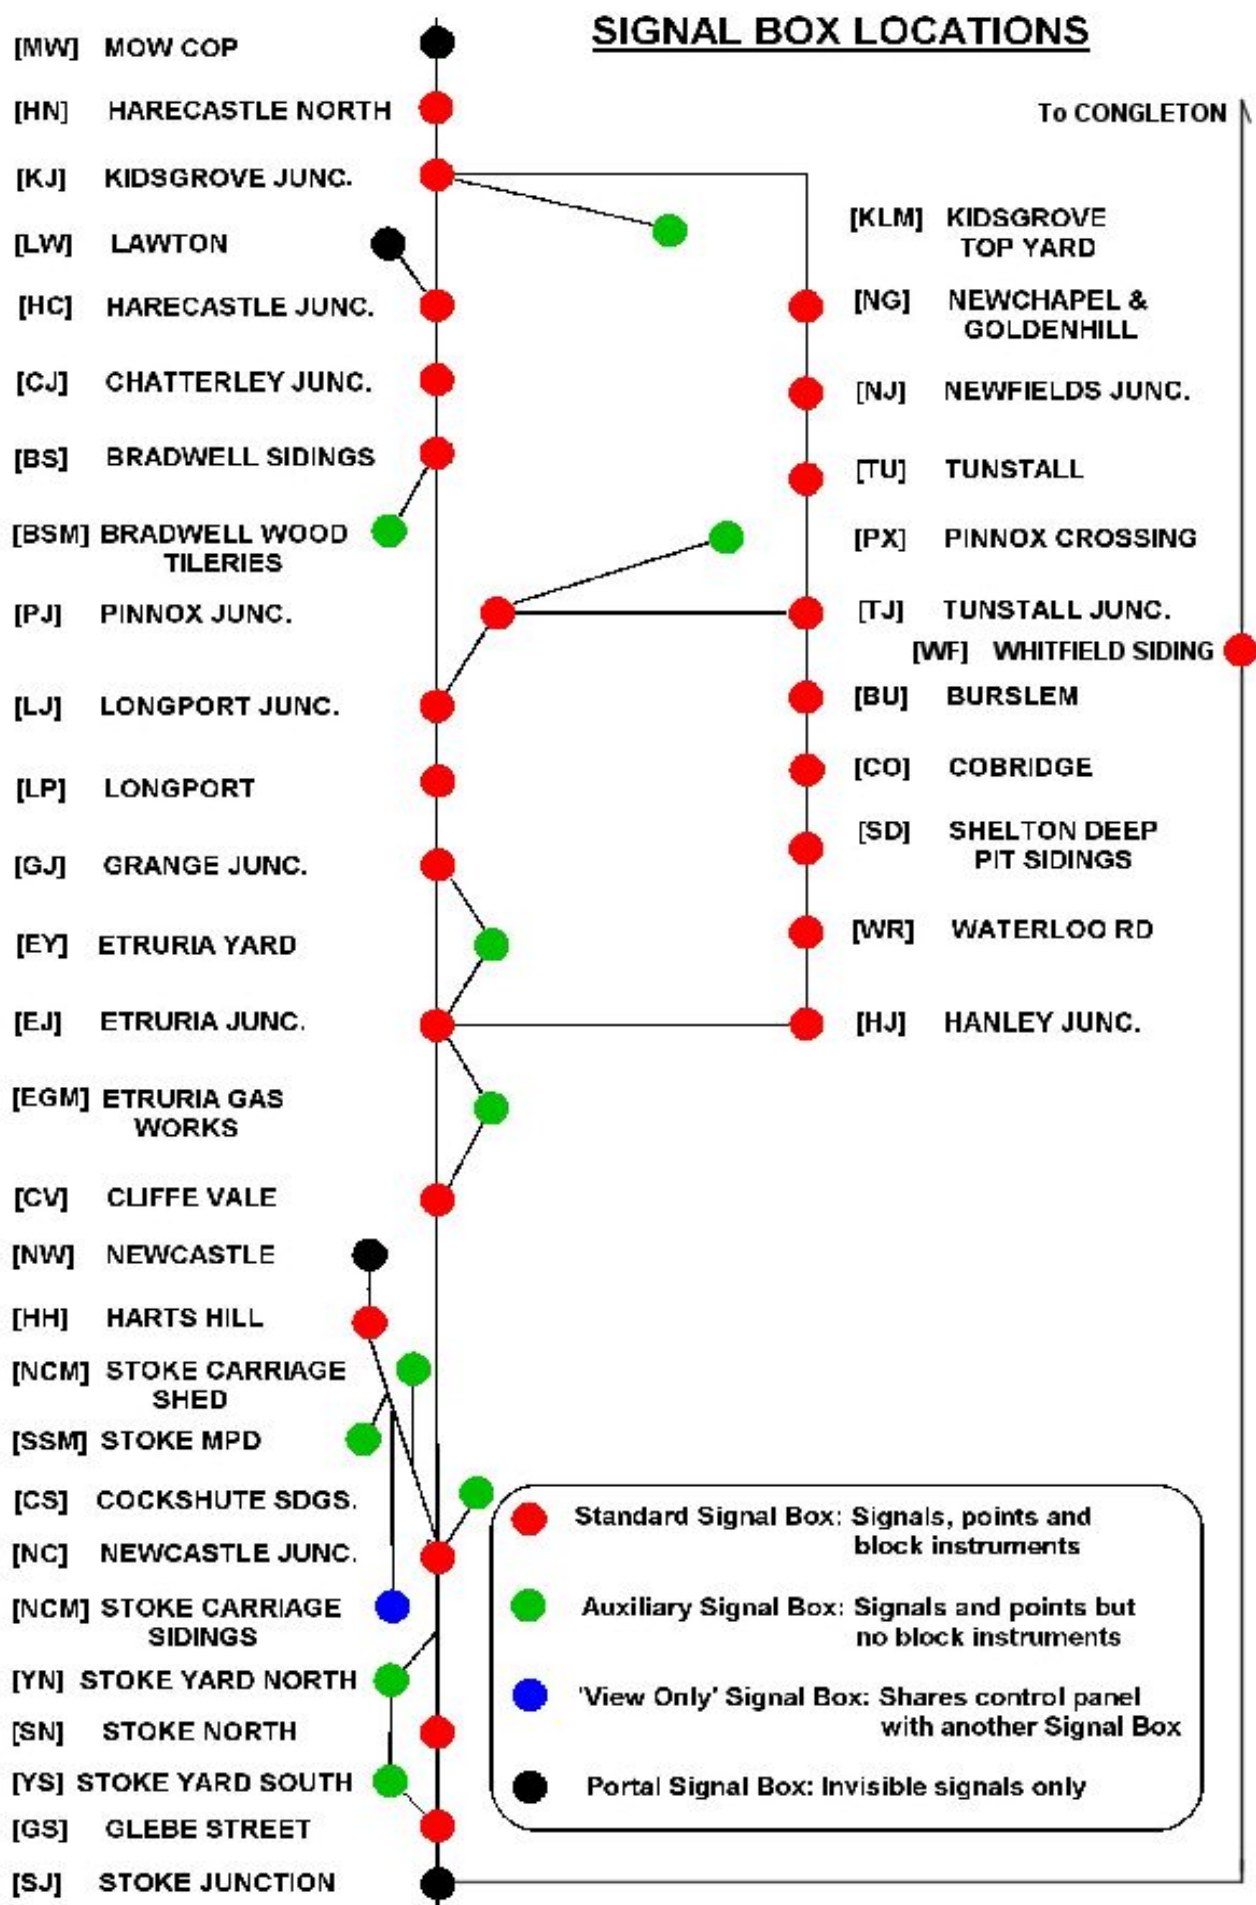 SIGNAL BOX LOCATIONS
[MW] MOW COP
[HN] HARECASTLE NORTH
[KJ] KIDSGROVE JUNC.
[LW] LAWTON
[HC] HARECASTLE JUNC.
[CJ] CHATTERLEY JUNC.
[BS] BRADWELL SIDINGS
[BSM] BRADWELL WOOD
TILERIES
[PJ] PINNOX JUNC.
[LJ] LONGPORT JUNC.
[LP] LONGPORT
[GJ] GRANGE JUNC.
[EY] ETRURIA YARD
[EJ] ETRURIA JUNC.
[EGM] ETRURIA GAS
WORKS
[CV] CLIFFE VALE
[NW] NEWCASTLE
[HH] HARTS HILL
[NCM] STOKE CARRIAGE
SHED
[SSM] STOKE MPD
[CS] COCKSHUTE SDGS.
[NC] NEWCASTLE JUNC.
[NCM] STOKE CARRIAGE
SIDINGS
[YN] STOKE YARD NORTH
[SN] STOKE NORTH
[YS] STOKE YARD SOUTH
[GS] GLEBE STREET
[SJ] STOKE JUNCTION
To CONGLETON
[KLM] KIDSGROVE
TOP YARD
[NG] NEWCHAPEL &
GOLDENHILL
[NJ] NEWFIELDS JUNC.
[TU] TUNSTALL
[PX] PINNOX CROSSING
[TJ] TUNSTALL JUNC.
[WF] WHITFIELD SIDING
[BU] BURSLEM
[CO] COBRIDGE
[SD] SHELTON DEEP
PIT SIDINGS
[WR] WATERLOO RD
[HJ] HANLEY JUNC.
Standard Signal Box: Signals, points and
block instruments
Auxiliary Signal Box: Signals and points but
no block instruments
'View Only' Signal Box: Shares control panel
with another Signal Box
Portal Signal Box: Invisible signals only